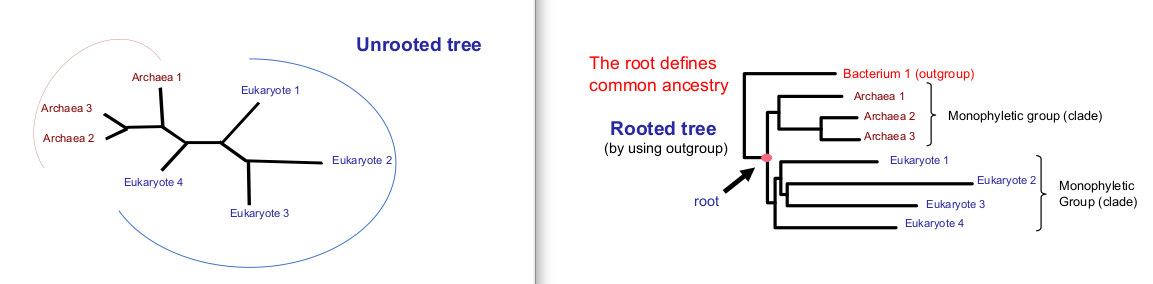 Unrooted tree
Archaea 1
Eukaryote 1
Archaea 3
Archaea 2
Eukaryote 2
Eukaryote 4
Eukaryote 3
The root defines
common ancestry
Rooted tree
(by using outgroup)
root
Bacterium 1 (outgroup)
Archaea 1
Archaea 2
Archaea 3
Monophyletic group (clade)
Eukaryote 1
Eukaryote 2
Eukaryote 3
Eukaryote 4
Monophyletic
Group (clade)